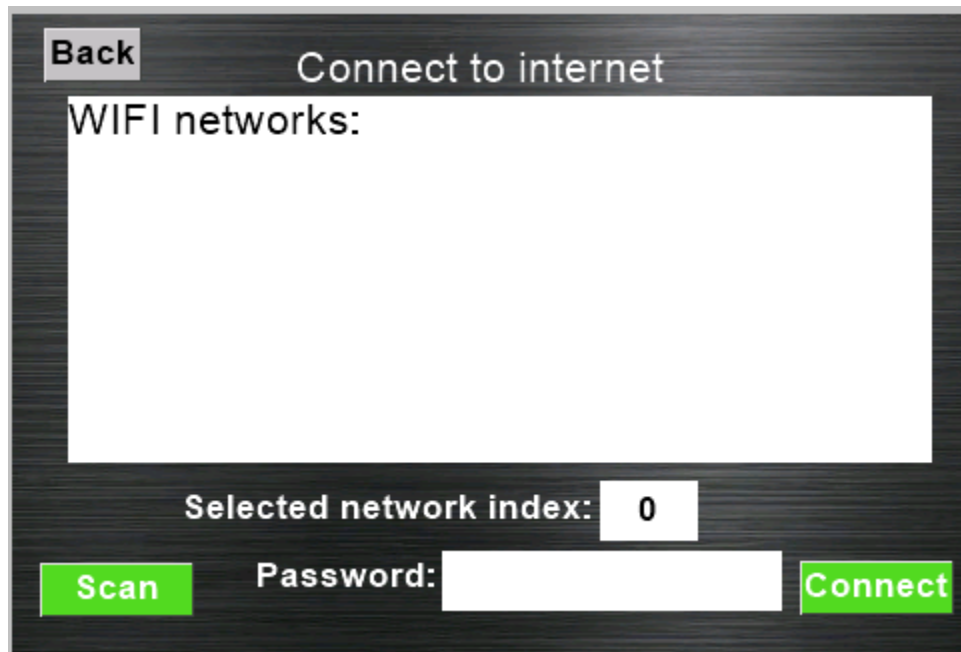 Back
Connect to internet
WIFI networks:
Selected network index: 0
Password:
Scan
Connect